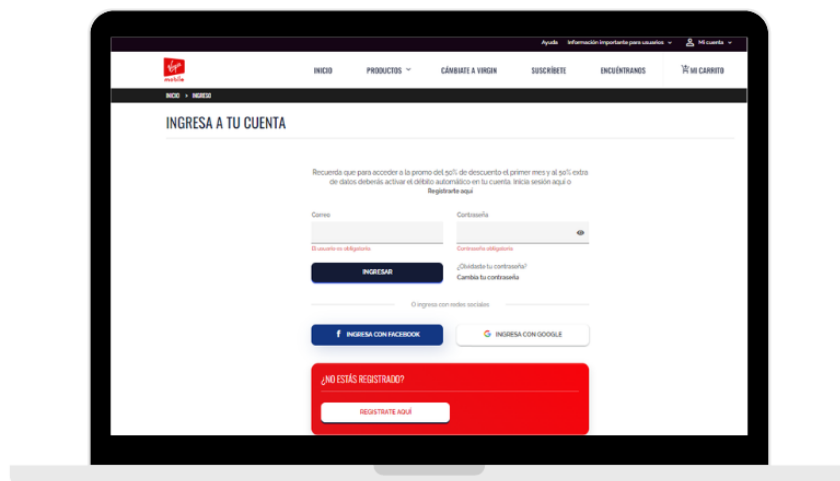 Ayuda Información Importante para usuarios Mi cuenta
Virgin
mobile
INICIO PRODUCTOS CÁMBIATE A VIRGIN SUSCRÍBETE ENCUÉNTRANOS MI CARRITO
INICIO > INGRESO
INGRESA A TU CUENTA
Recuerda que para acceder a la promo del 50% de descuento el primer mes y al 50% extra
de datos deberás activar el débito automático en tu cuenta. Inicia sesión aquí o
Registrarte aquí
Correo Contraseña
El usuario es obligatorio Contraseña obligatoria
INGRESAR
¿Olvidaste tu contraseña?
Cambia tu contraseña
O ingresa con redes sociales
f INGRESA CON FACEBOOK G INGRESA CON GOOGLE
¿NO ESTÁS REGISTRADO?
REGISTRATE AQUÍ